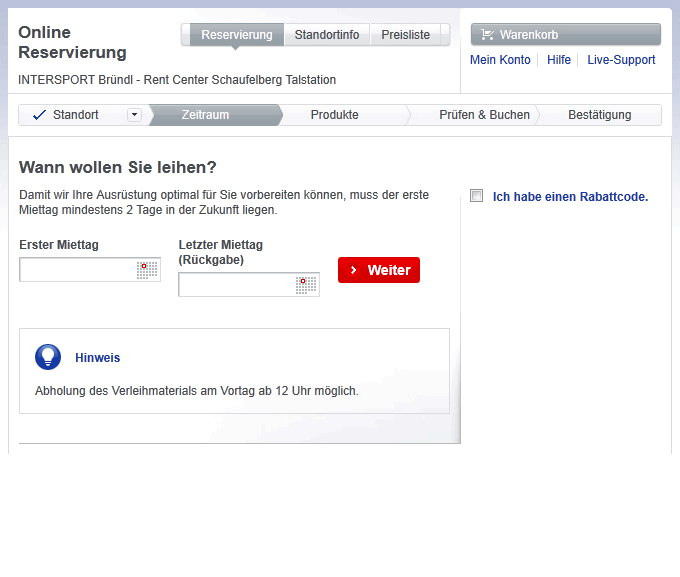 Online
Reservierung
Reservierung
Standortinfo
Preisliste
Warenkorb
Mein Konto
Hilfe
Live-Support
INTERSPORT Bründl - Rent Center Schaufelberg Talstation
Standort
Zeitraum
Produkte
Prüfen & Buchen
Bestätigung
Wann wollen Sie leihen?
Damit wir Ihre Ausrüstung optimal für Sie vorbereiten können, muss der erste
Miettag mindestens 2 Tage in der Zukunft liegen.
Ich habe einen Rabattcode.
Erster Miettag
Letzter Miettag
(Rückgabe)
Weiter
Hinweis
Abholung des Verleihmaterials am Vortag ab 12 Uhr möglich.